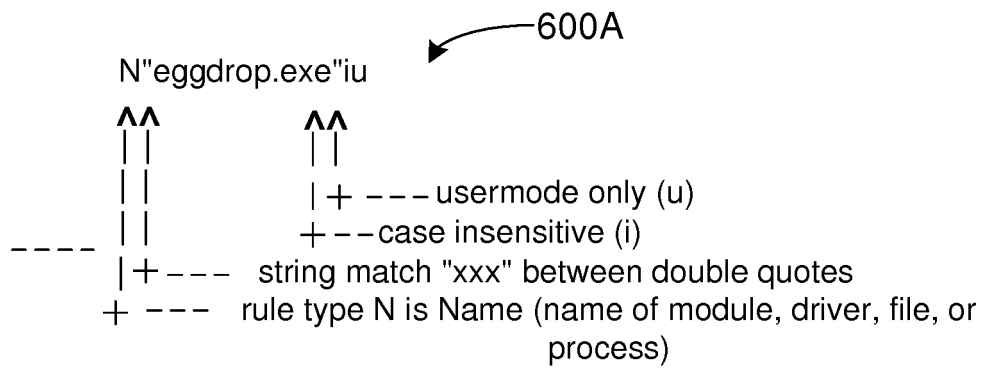 600A
N"eggdrop.exe"iu
^^ ^^
| | | |
| | | + --- usermode only (u)
| | +--case insensitive (i)
---- | |
|+--- string match "xxx" between double quotes
+ --- rule type N is Name (name of module, driver, file, or
process)